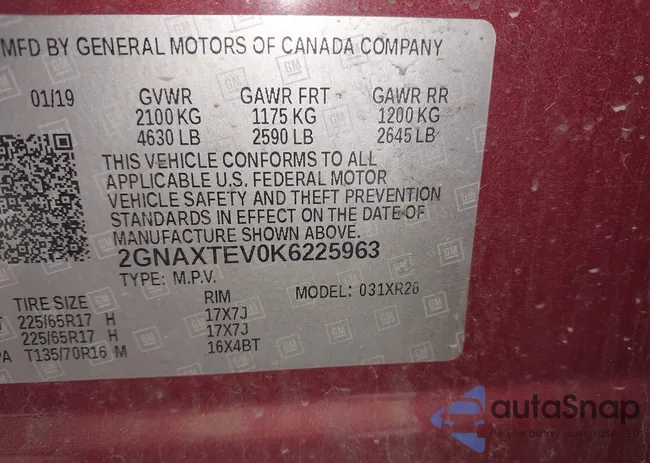 MFD BY GENERAL MOTORS OF CANADA COMPANY
01/19 GVWR GAWR FRT GAWR RR
2100 KG 1175 KG 1200 KG
4630 LB 2590 LB 2645 LB
THIS VEHICLE CONFORMS TO ALL
APPLICABLE U.S. FEDERAL MOTOR
VEHICLE SAFETY AND THEFT PREVENTION
STANDARDS IN EFFECT ON THE DATE OF
MANUFACTURE SHOWN ABOVE.
2GNAXTEV0K6225963
TYPE: M.P.V. MODEL: 031XR26
TIRE SIZE RIM
T 225/65R17 H 17X7J
225/65R17 H 17X7J
PA T135/70R16 M 16X4BT
GM
autoSnap